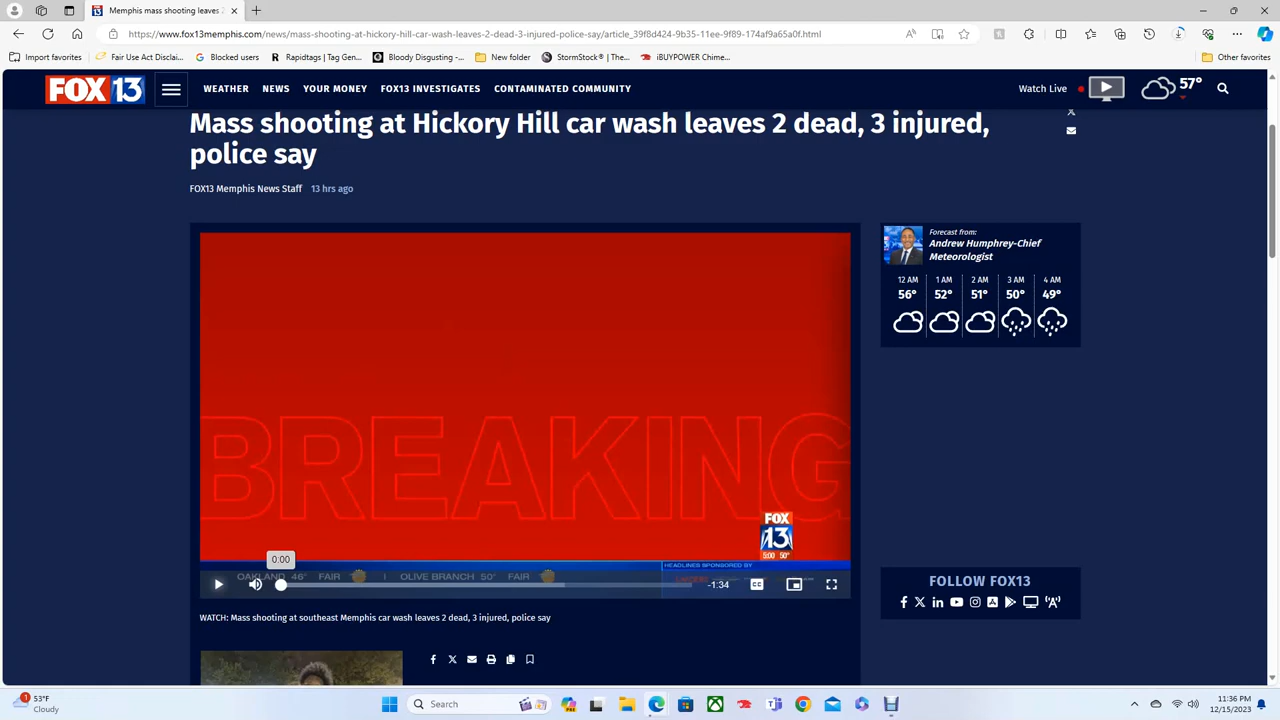 Memphis mass shooting leaves 2
https://www.fox13memphis.com/news/mass-shooting-at-hickory-hill-car-wash-leaves-2-dead-3-injured-police-say/article_39f8d424-9b35-11ee-9f89-174af9a65a0f.html
Import favorites
Fair Use Act Disclai...
Blocked users
Rapidtags | Tag Gen...
Bloody Disgusting -...
New folder
StormStock® | The...
iBUYPOWER Chime...
Other favorites
FOX 13
WEATHER NEWS YOUR MONEY FOX13 INVESTIGATES CONTAMINATED COMMUNITY
Watch Live
57°
Mass shooting at Hickory Hill car wash leaves 2 dead, 3 injured,
police say
FOX13 Memphis News Staff 13 hrs ago
Forecast from:
Andrew Humphrey-Chief
Meteorologist
12 AM 1 AM 2 AM 3 AM 4 AM
56° 52° 51° 50° 49°
BREAKING
FOX
13
5:00 50°
HEADLINES SPONSORED BY
0:00
OAKLAND 46° FAIR OLIVE BRANCH 50° FAIR
-1:34
CC
WATCH: Mass shooting at southeast Memphis car wash leaves 2 dead, 3 injured, police say
FOLLOW FOX13
1
53°F
Cloudy
Search
11:36 PM
12/15/2023